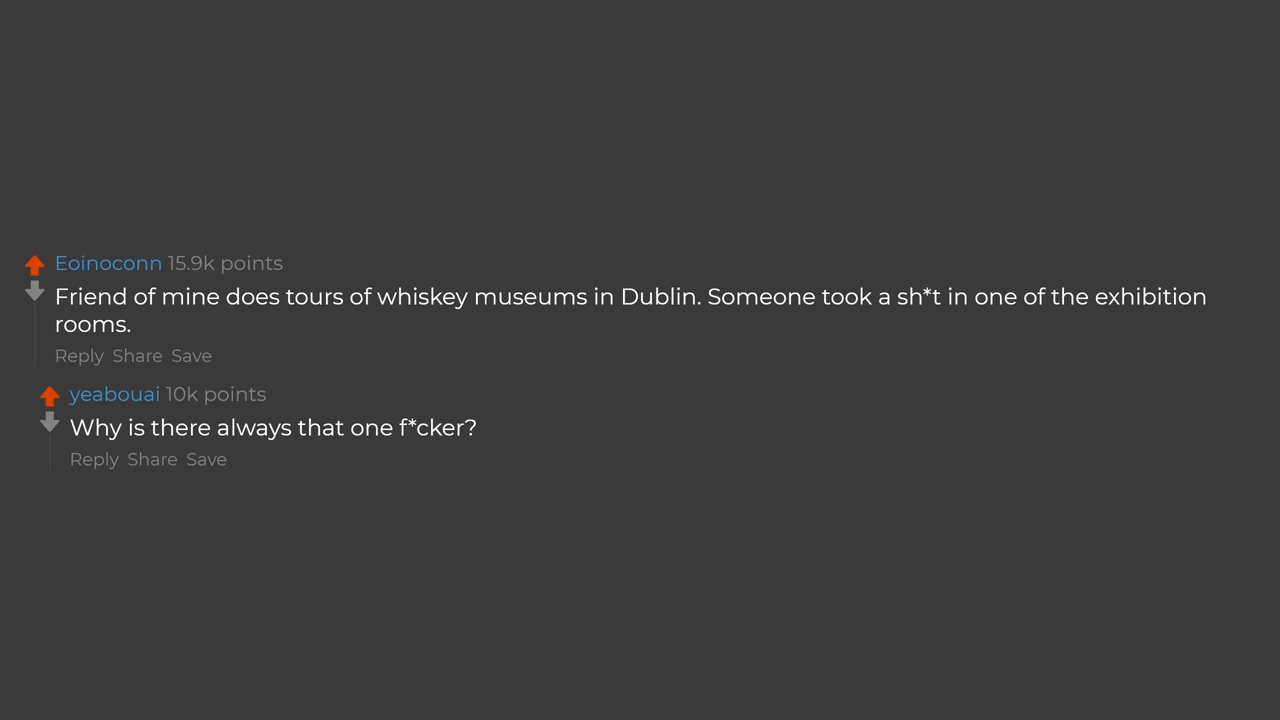 Eoinoconn 15.9k points
Friend of mine does tours of whiskey museums in Dublin. Someone took a sh*t in one of the exhibition
rooms.
Reply Share Save
yeabouai 10k points
Why is there always that one f*cker?
Reply Share Save